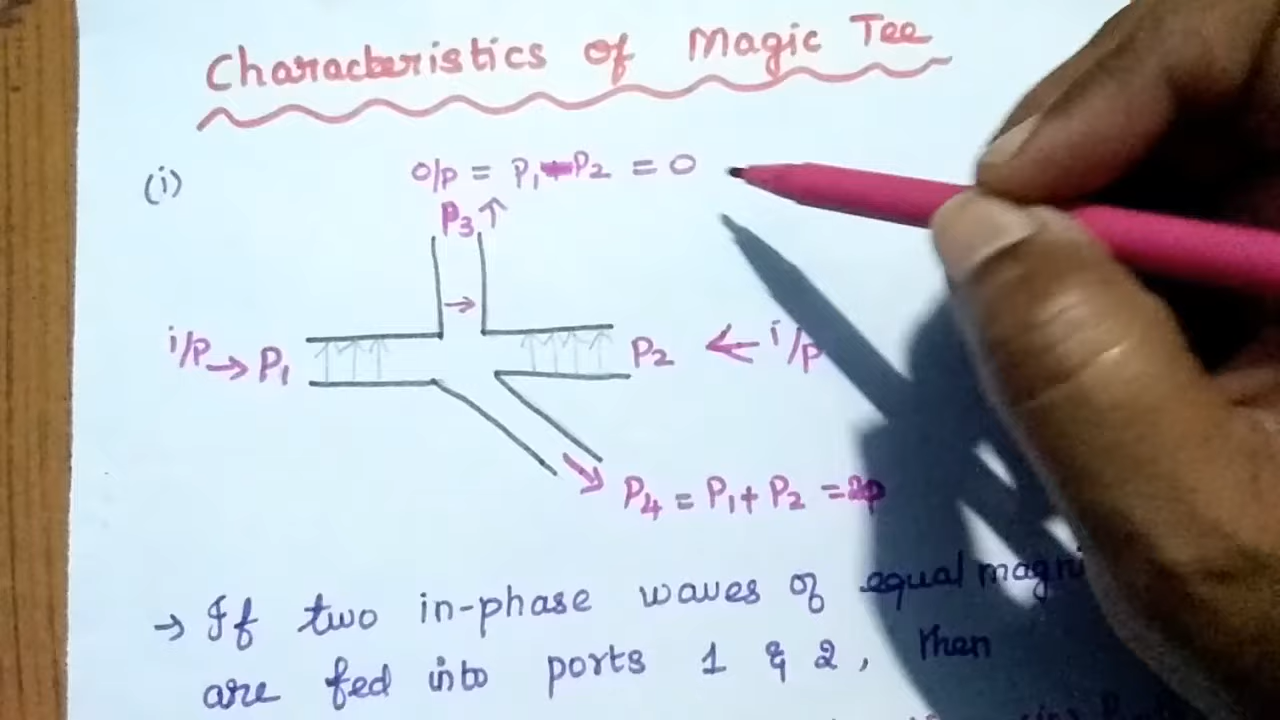 Characteristics of Magic Tee
(i)
o/p = P1 - P2 = 0
P3 ↑
→
i/p → P1
P2 ← i/p
P4 = P1 + P2 = 2p
→ If two in-phase waves of equal
are fed into ports 1 & 2, then